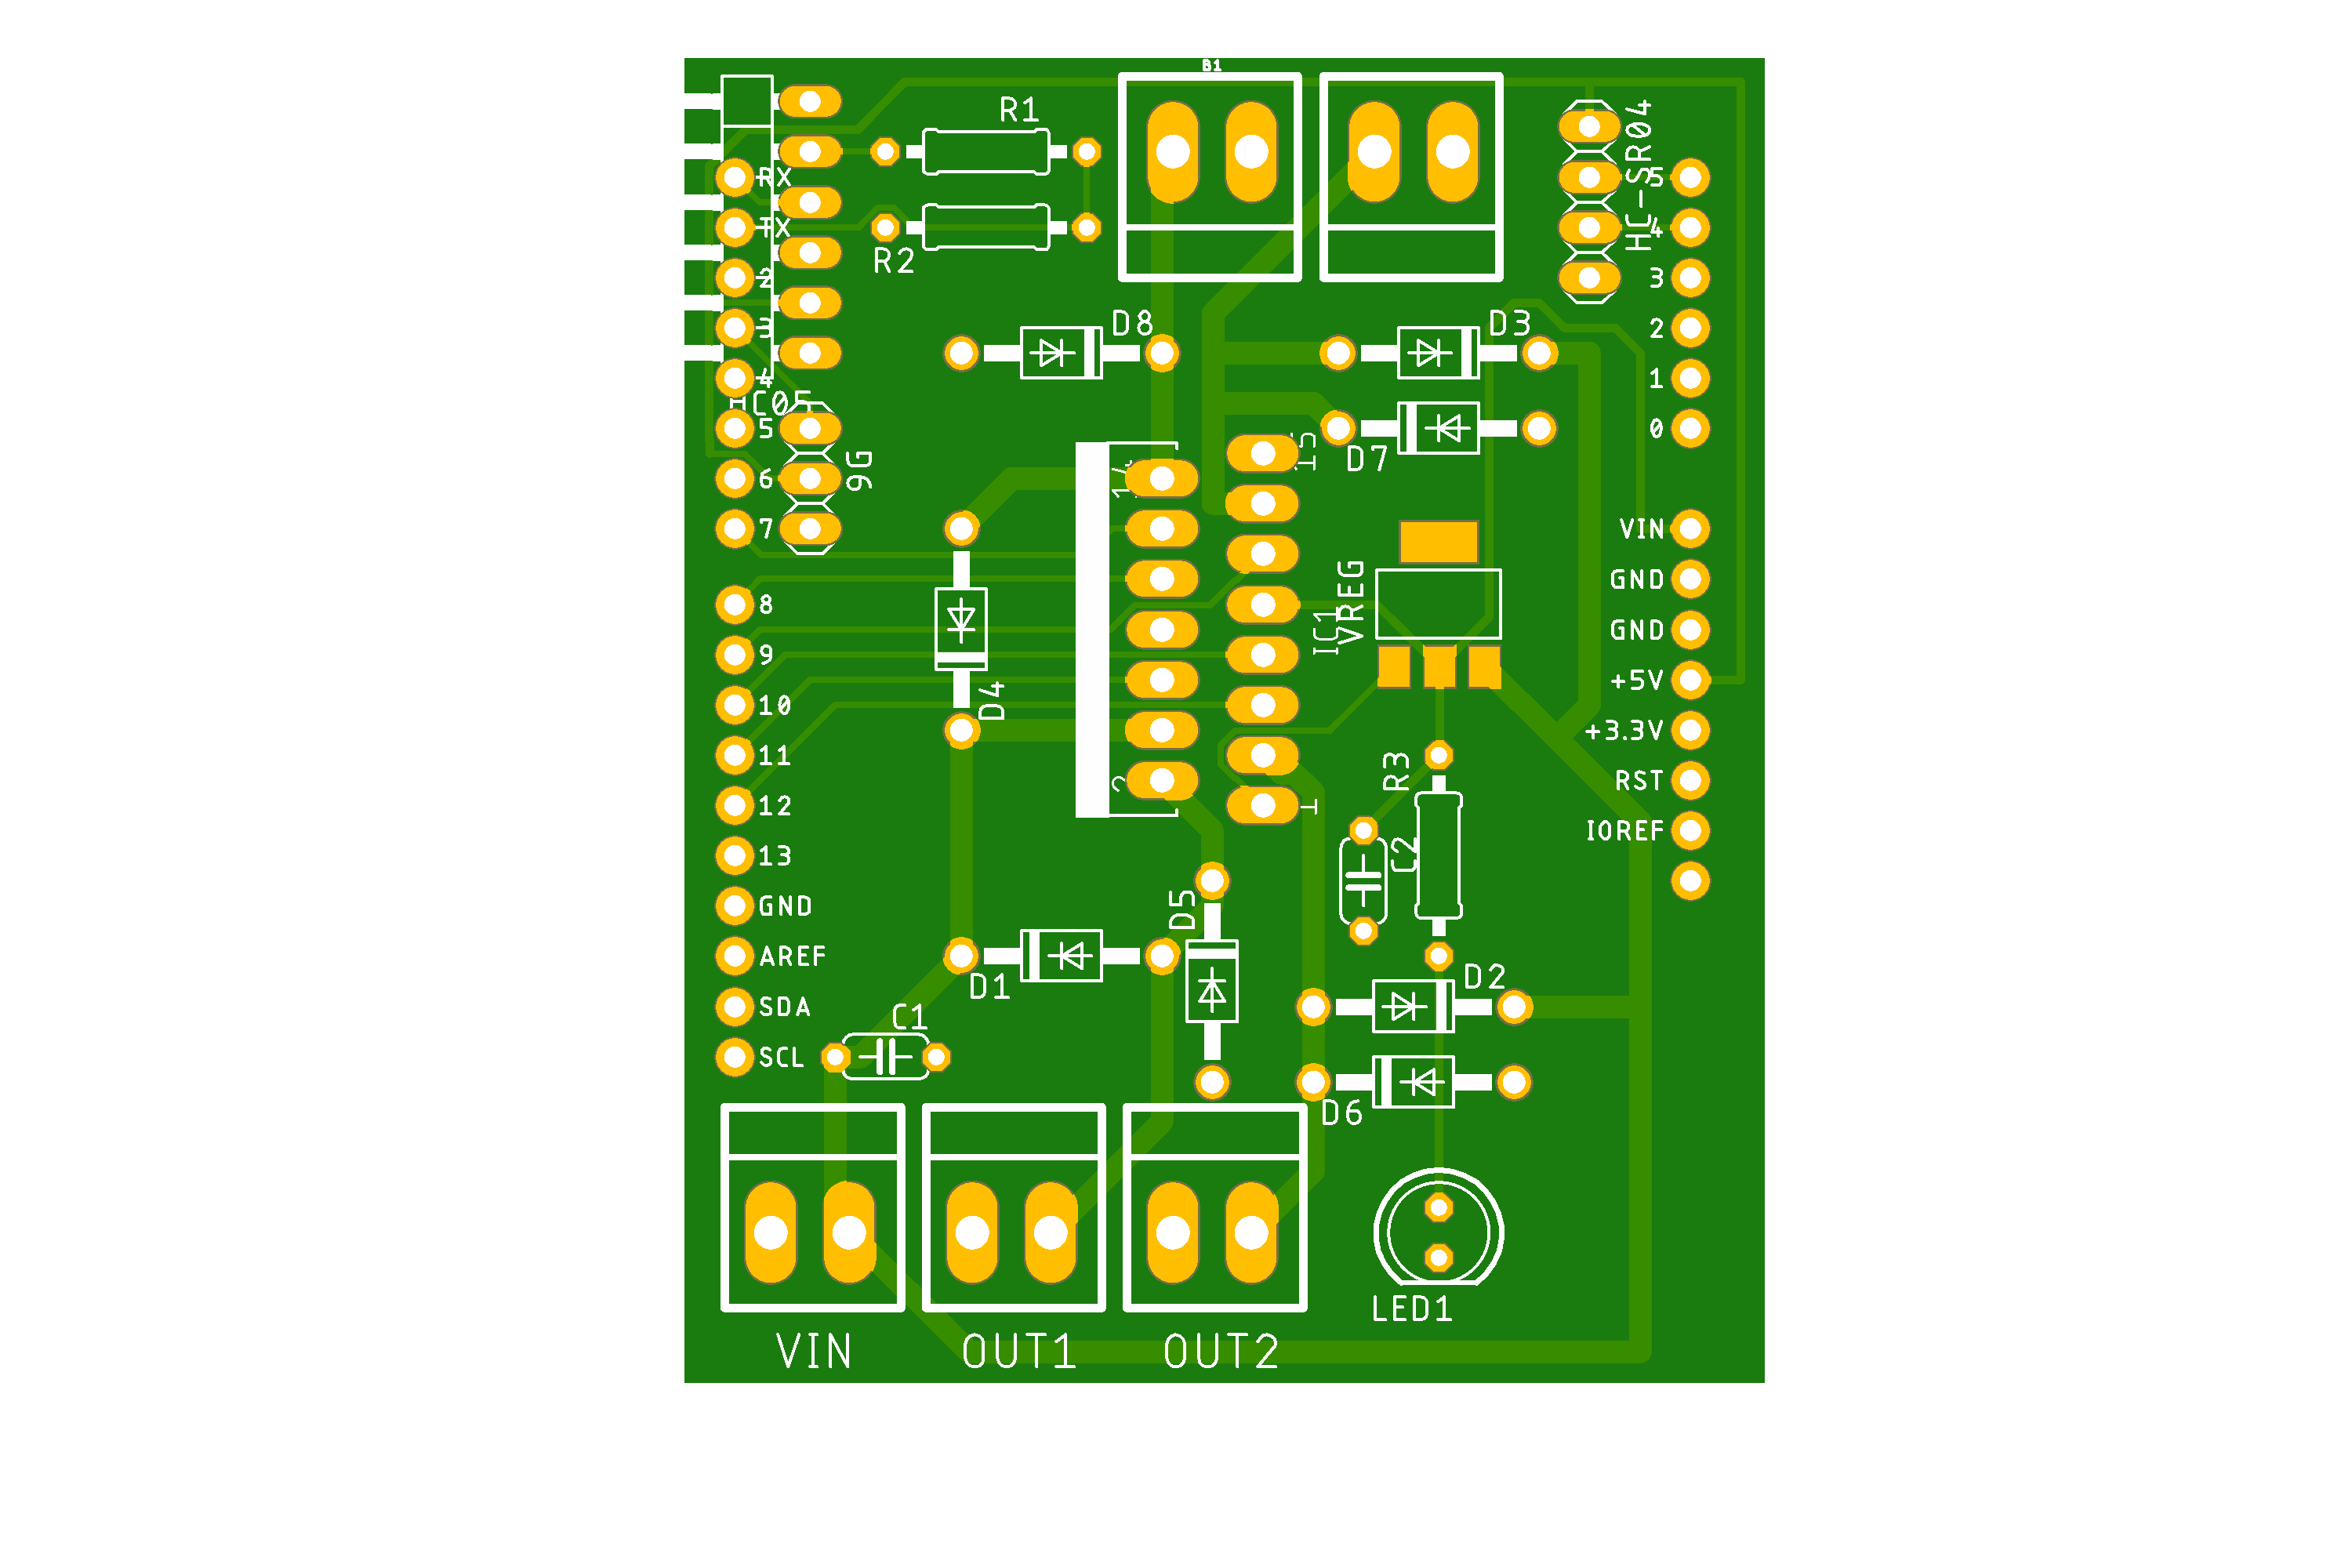 B1
R1
HC-SR04
RX
5
TX
4
R2
2
3
D8
D3
3
2
4
1
HC05
5
0
9G
D7
15
14
6
7
VIN
8
GND
VREG
IC1
9
GND
D4
10
+5V
11
+3.3V
R3
2
1
12
RST
13
IOREF
C2
GND
D5
AREF
D1
D2
SDA
C1
SCL
D6
LED1
VIN OUT1 OUT2